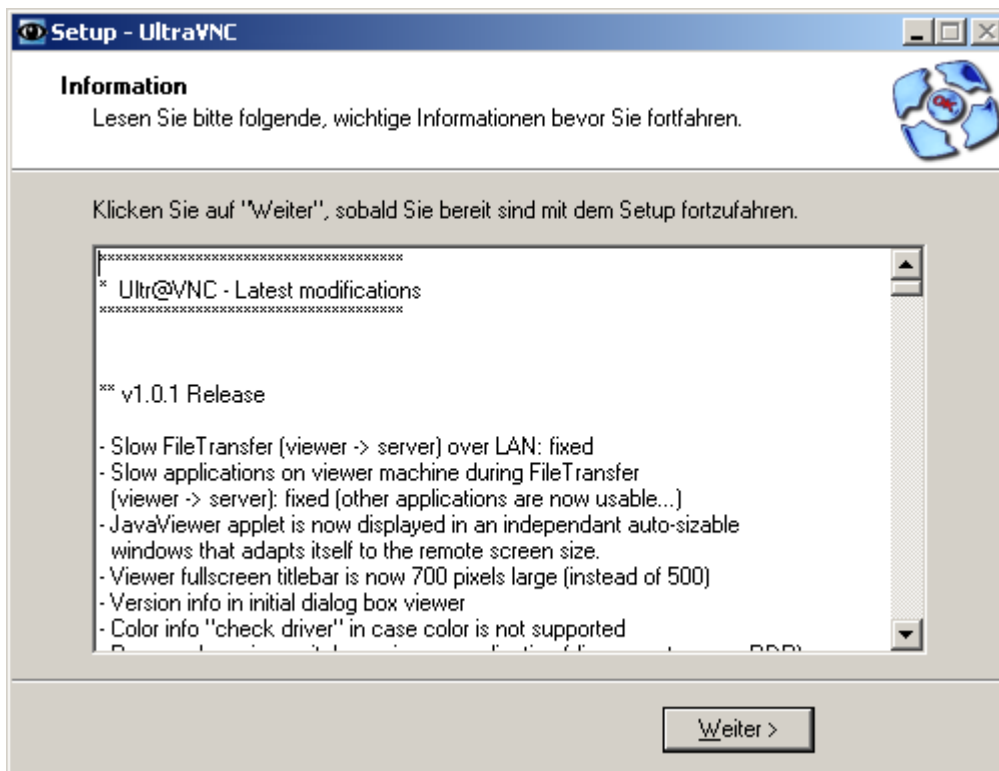 Setup - UltraVNC
Information
Lesen Sie bitte folgende, wichtige Informationen bevor Sie fortfahren.
OK
Klicken Sie auf "Weiter", sobald Sie bereit sind mit dem Setup fortzufahren.
**************************************
* Ultr@VNC - Latest modifications
**************************************
** v1.0.1 Release
- Slow FileTransfer (viewer -> server) over LAN: fixed
- Slow applications on viewer machine during FileTransfer
(viewer -> server): fixed (other applications are now usable...)
- JavaViewer applet is now displayed in an independant auto-sizable
windows that adapts itself to the remote screen size.
- Viewer fullscreen titlebar is now 700 pixels large (instead of 500)
- Version info in initial dialog box viewer
- Color info "check driver" in case color is not supported
Weiter >